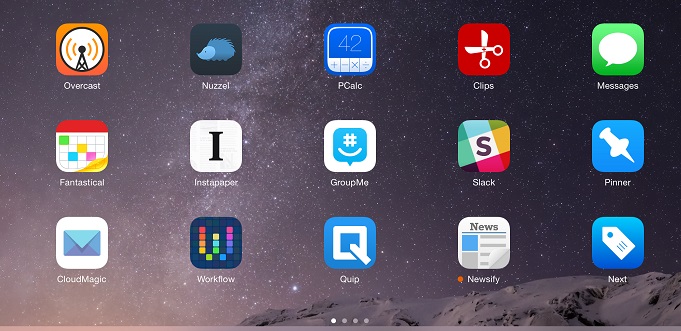 42
Overcast Nuzzel PCalc Clips Messages
I
S
Fantastical Instapaper GroupMe Slack Pinner
News
CloudMagic Workflow Quip Newsify Next